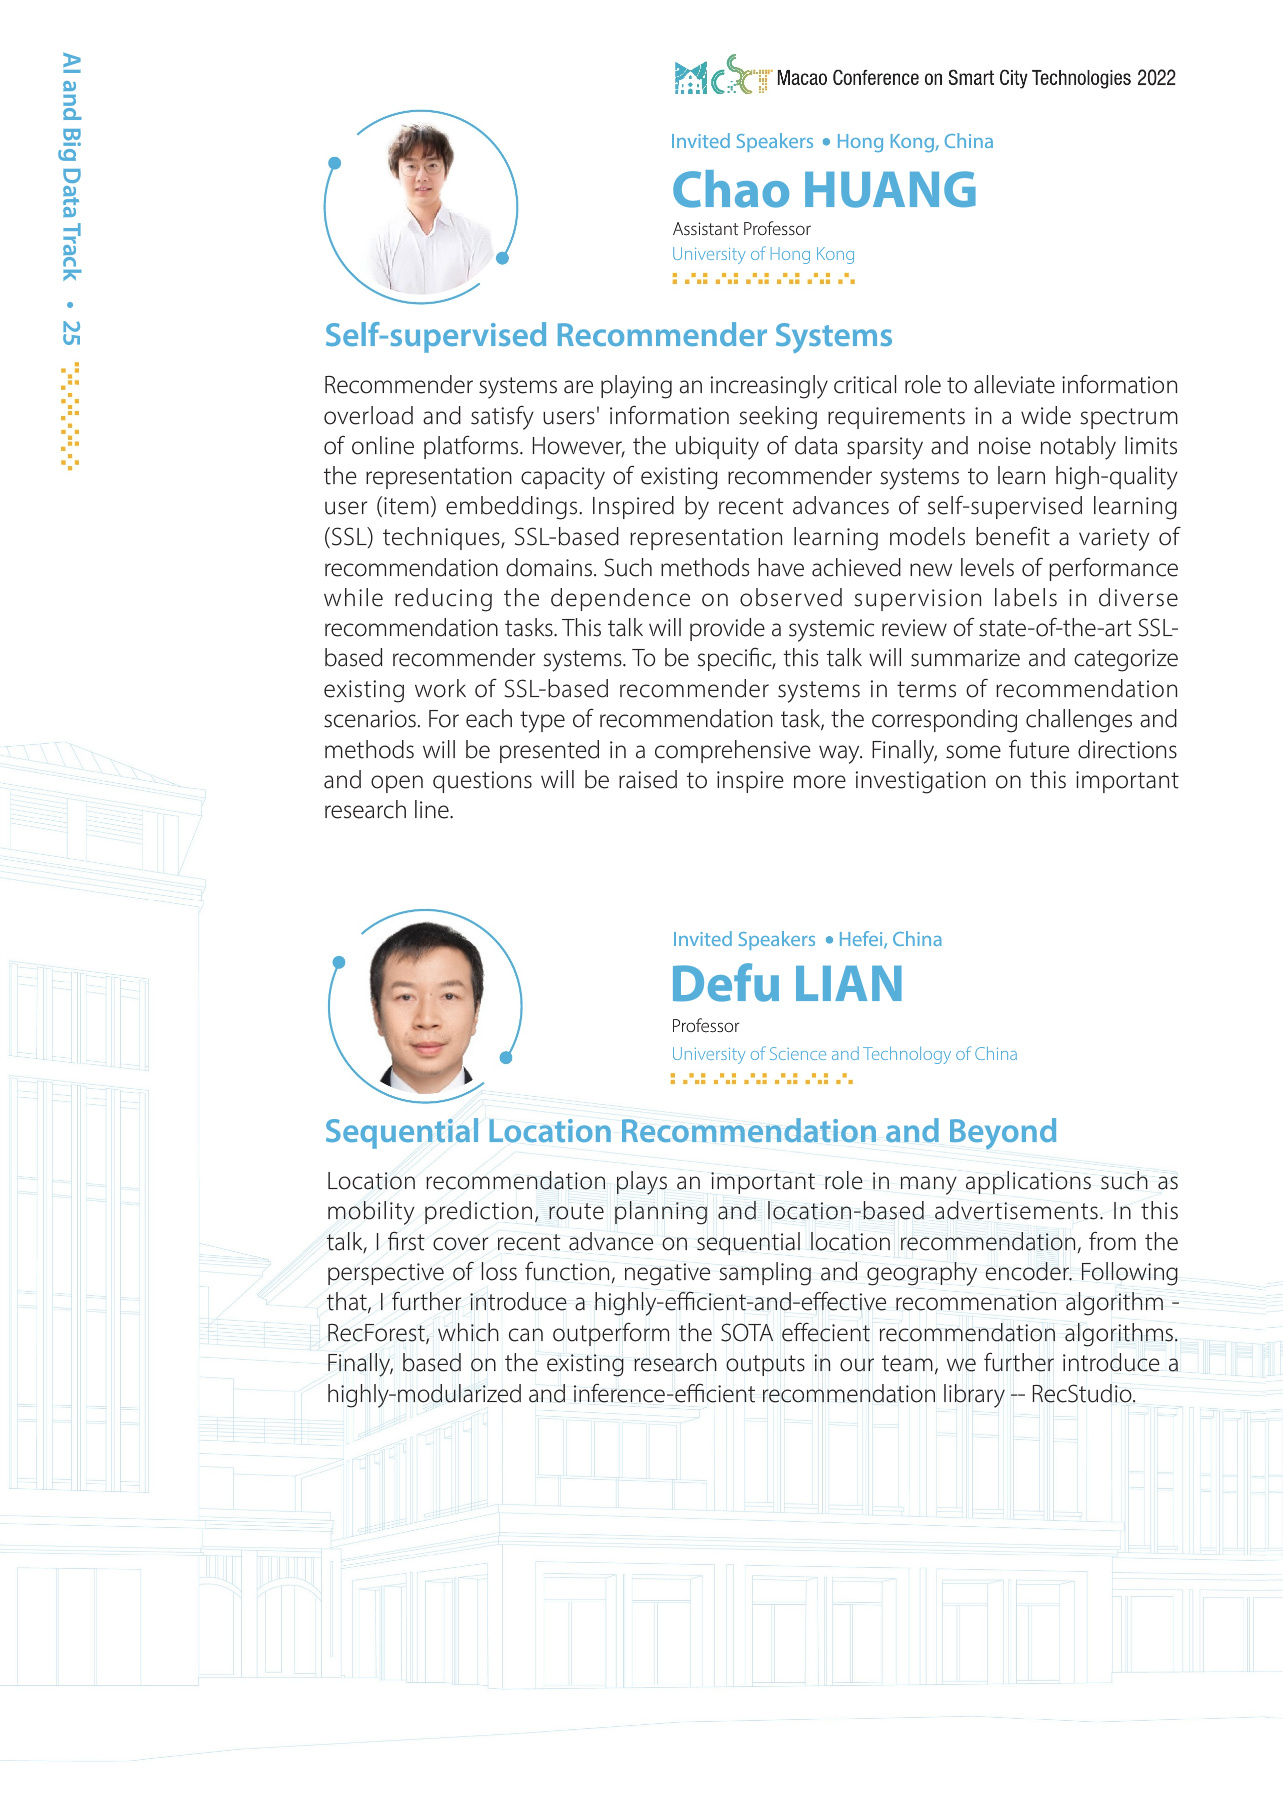 AI and Big Data Track • 25
MCSCT Macao Conference on Smart City Technologies 2022
Invited Speakers • Hong Kong, China
Chao HUANG
Assistant Professor
University of Hong Kong
Self-supervised Recommender Systems
Recommender systems are playing an increasingly critical role to alleviate information
overload and satisfy users' information seeking requirements in a wide spectrum
of online platforms. However, the ubiquity of data sparsity and noise notably limits
the representation capacity of existing recommender systems to learn high-quality
user (item) embeddings. Inspired by recent advances of self-supervised learning
(SSL) techniques, SSL-based representation learning models benefit a variety of
recommendation domains. Such methods have achieved new levels of performance
while reducing the dependence on observed supervision labels in diverse
recommendation tasks. This talk will provide a systemic review of state-of-the-art SSL-
based recommender systems. To be specific, this talk will summarize and categorize
existing work of SSL-based recommender systems in terms of recommendation
scenarios. For each type of recommendation task, the corresponding challenges and
methods will be presented in a comprehensive way. Finally, some future directions
and open questions will be raised to inspire more investigation on this important
research line.
Invited Speakers • Hefei, China
Defu LIAN
Professor
University of Science and Technology of China
Sequential Location Recommendation and Beyond
Location recommendation plays an important role in many applications such as
mobility prediction, route planning and location-based advertisements. In this
talk, I first cover recent advance on sequential location recommendation, from the
perspective of loss function, negative sampling and geography encoder. Following
that, I further introduce a highly-efficient-and-effective recommenation algorithm -
RecForest, which can outperform the SOTA effecient recommendation algorithms.
Finally, based on the existing research outputs in our team, we further introduce a
highly-modularized and inference-efficient recommendation library -- RecStudio.